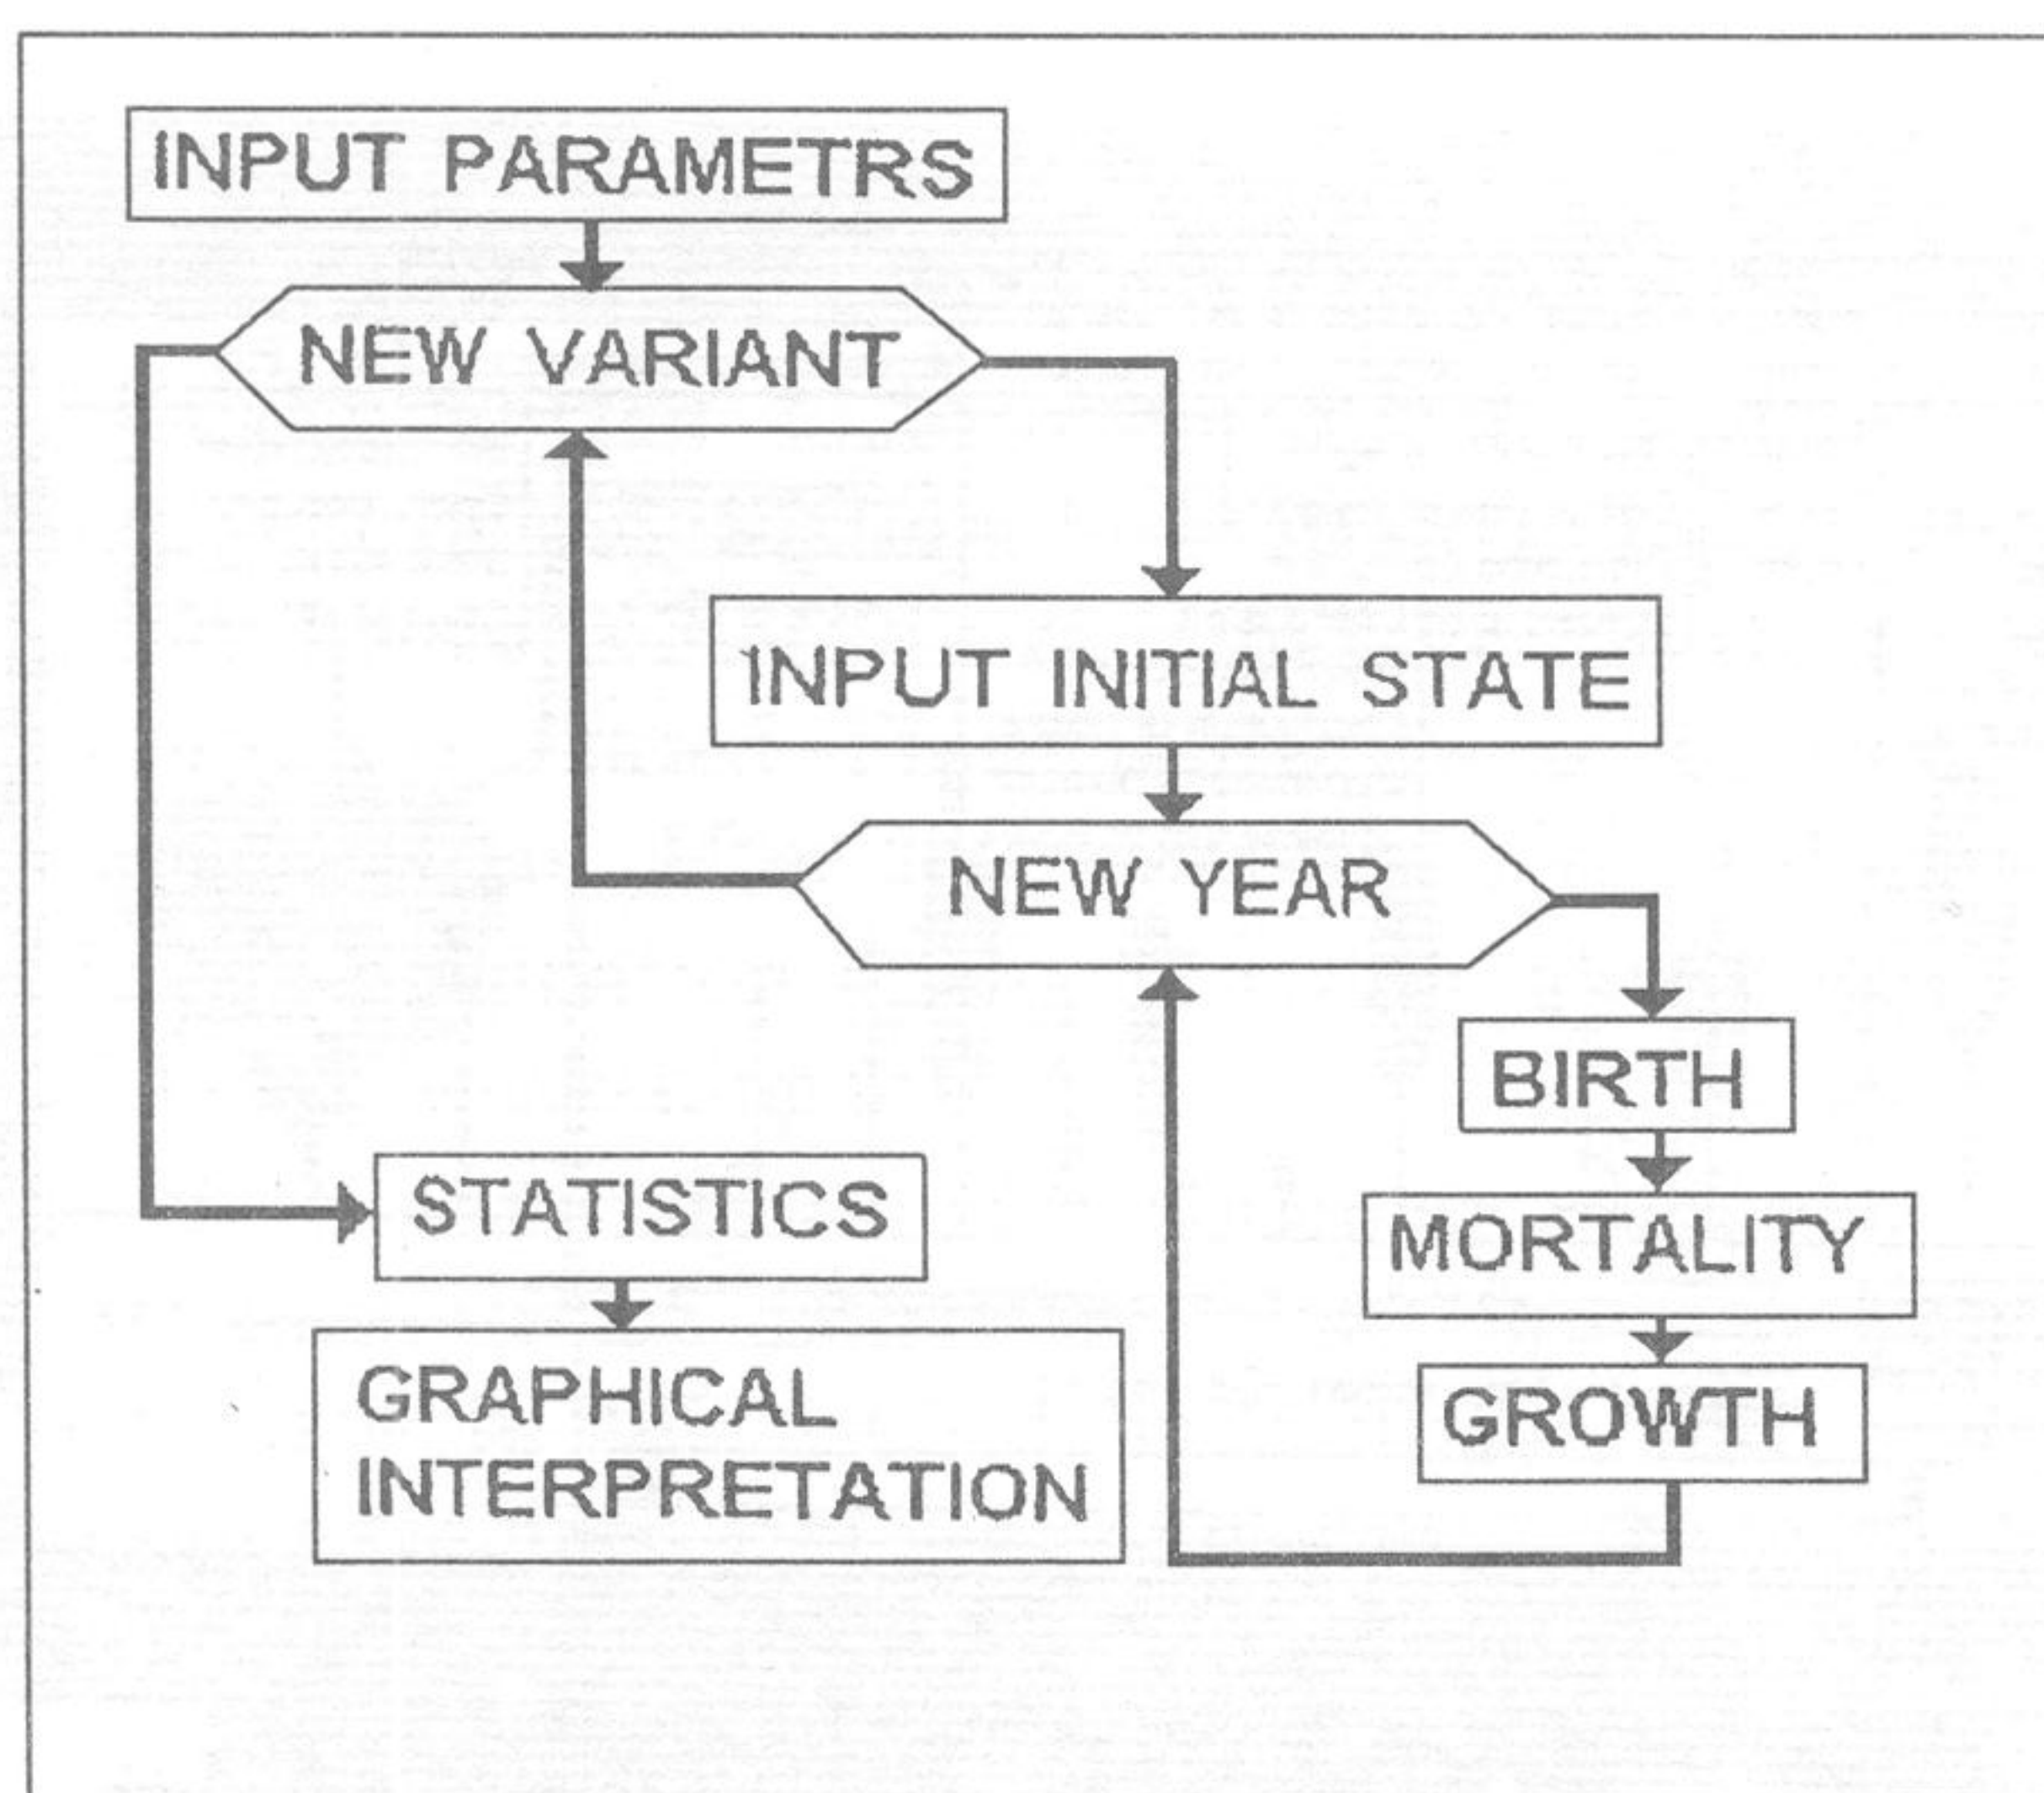 INPUT PARAMETRS
NEW VARIANT
INPUT INITIAL STATE
NEW YEAR
BIRTH
MORTALITY
GROWTH
STATISTICS
GRAPHICAL
INTERPRETATION